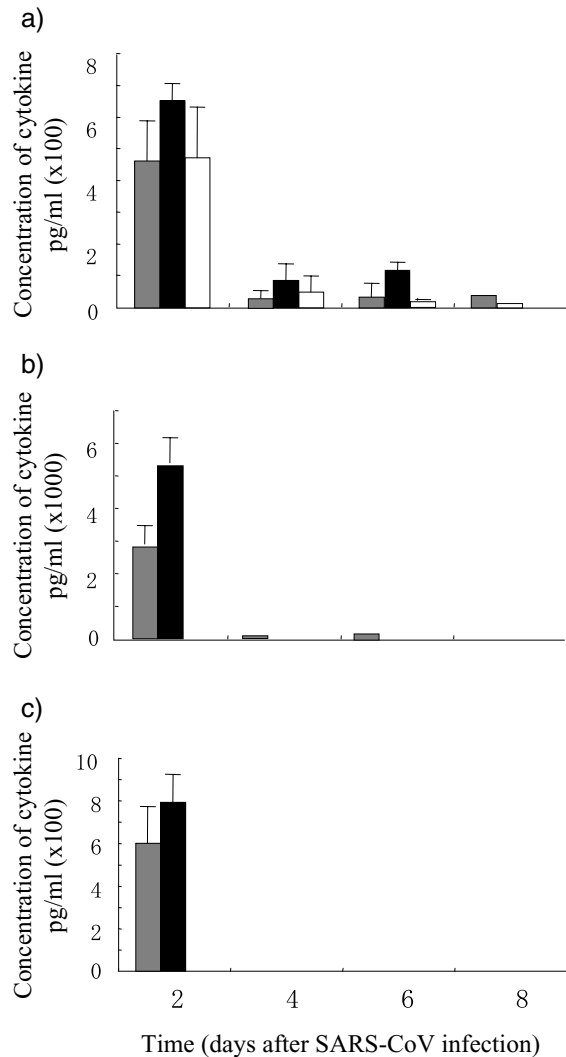 a)
Concentration of cytokine
pg/ml (x100)
8
6
4
2
0
b)
Concentration of cytokine
pg/ml (x1000)
6
4
2
0
c)
Concentration of cytokine
pg/ml (x100)
10
8
6
4
2
0
2 4 6 8
Time (days after SARS-CoV infection)